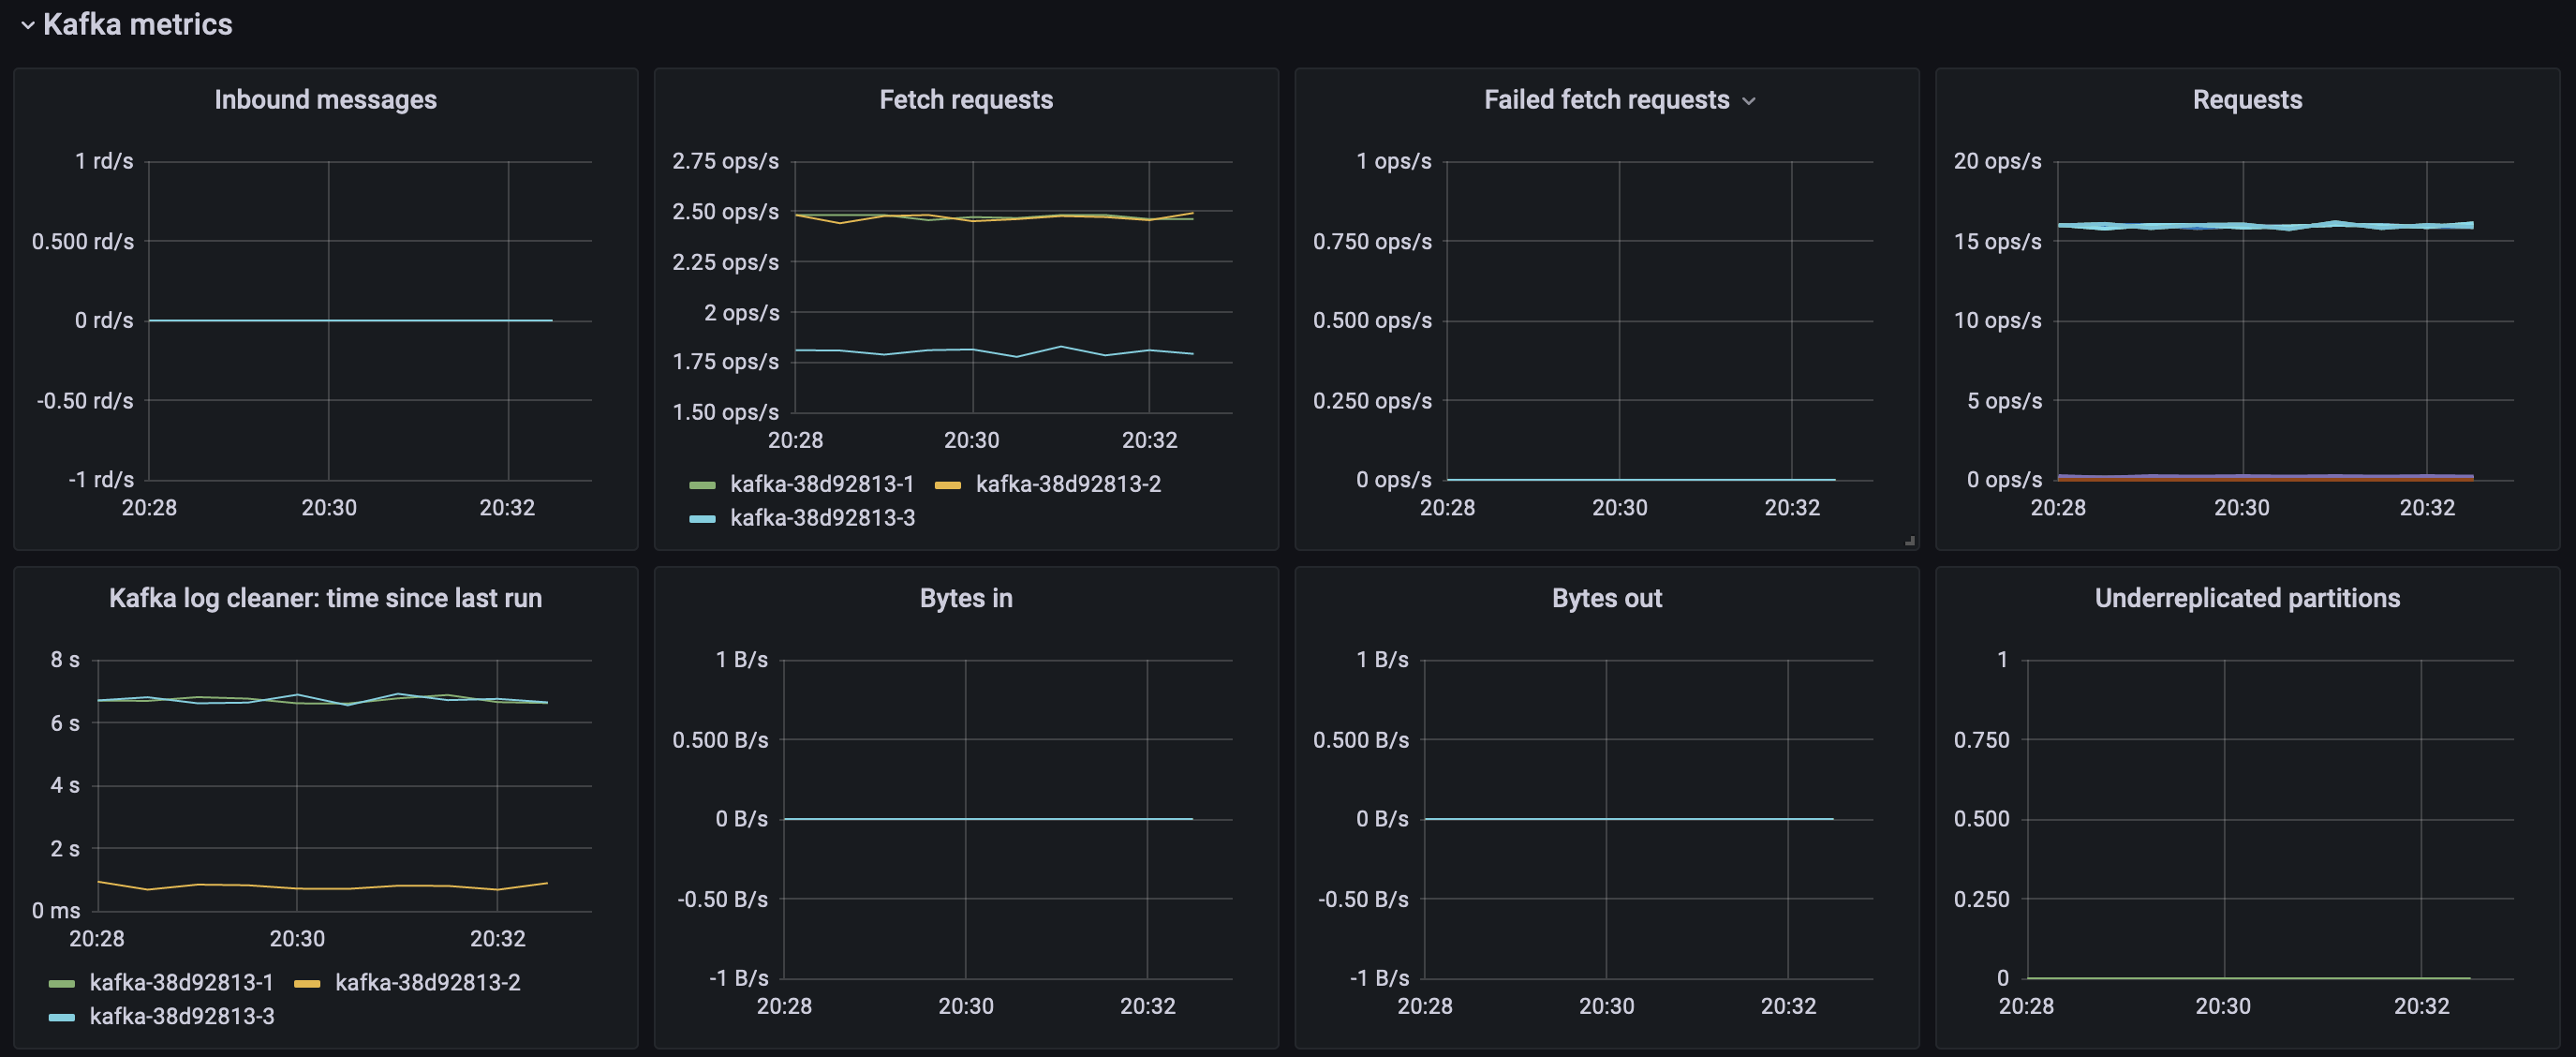 Kafka metrics
Inbound messages
1 rd/s
0.500 rd/s
0 rd/s
-0.50 rd/s
-1 rd/s
20:28 20:30 20:32
Fetch requests
2.75 ops/s
2.50 ops/s
2.25 ops/s
2 ops/s
1.75 ops/s
1.50 ops/s
20:28 20:30 20:32
kafka-38d92813-1 kafka-38d92813-2
kafka-38d92813-3
Failed fetch requests
1 ops/s
0.750 ops/s
0.500 ops/s
0.250 ops/s
0 ops/s
20:28 20:30 20:32
Requests
20 ops/s
15 ops/s
10 ops/s
5 ops/s
0 ops/s
20:28 20:30 20:32
Kafka log cleaner: time since last run
8 s
6 s
4 s
2 s
0 ms
20:28 20:30 20:32
kafka-38d92813-1 kafka-38d92813-2
kafka-38d92813-3
Bytes in
1 B/s
0.500 B/s
0 B/s
-0.50 B/s
-1 B/s
20:28 20:30 20:32
Bytes out
1 B/s
0.500 B/s
0 B/s
-0.50 B/s
-1 B/s
20:28 20:30 20:32
Underreplicated partitions
1
0.750
0.500
0.250
0
20:28 20:30 20:32